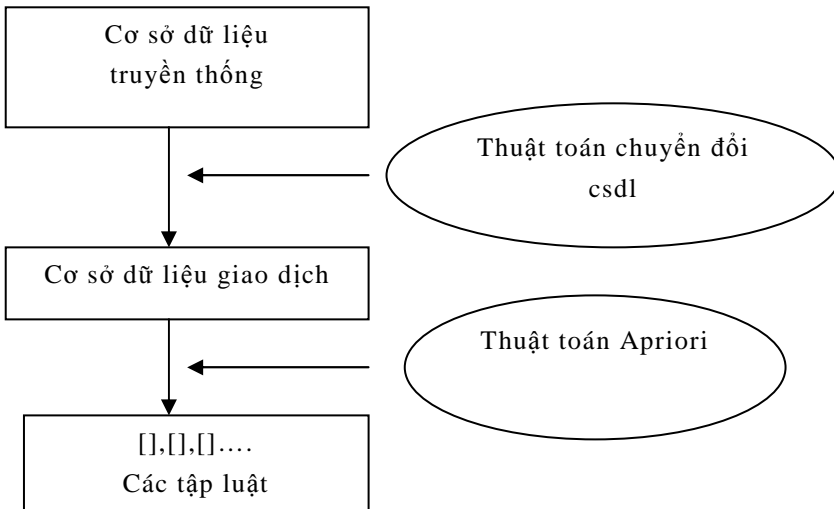 Cơ sở dữ liệu
truyền thống
Thuật toán chuyển đổi
csdl
Cơ sở dữ liệu giao dịch
Thuật toán Apriori
[],[],[]....
Các tập luật